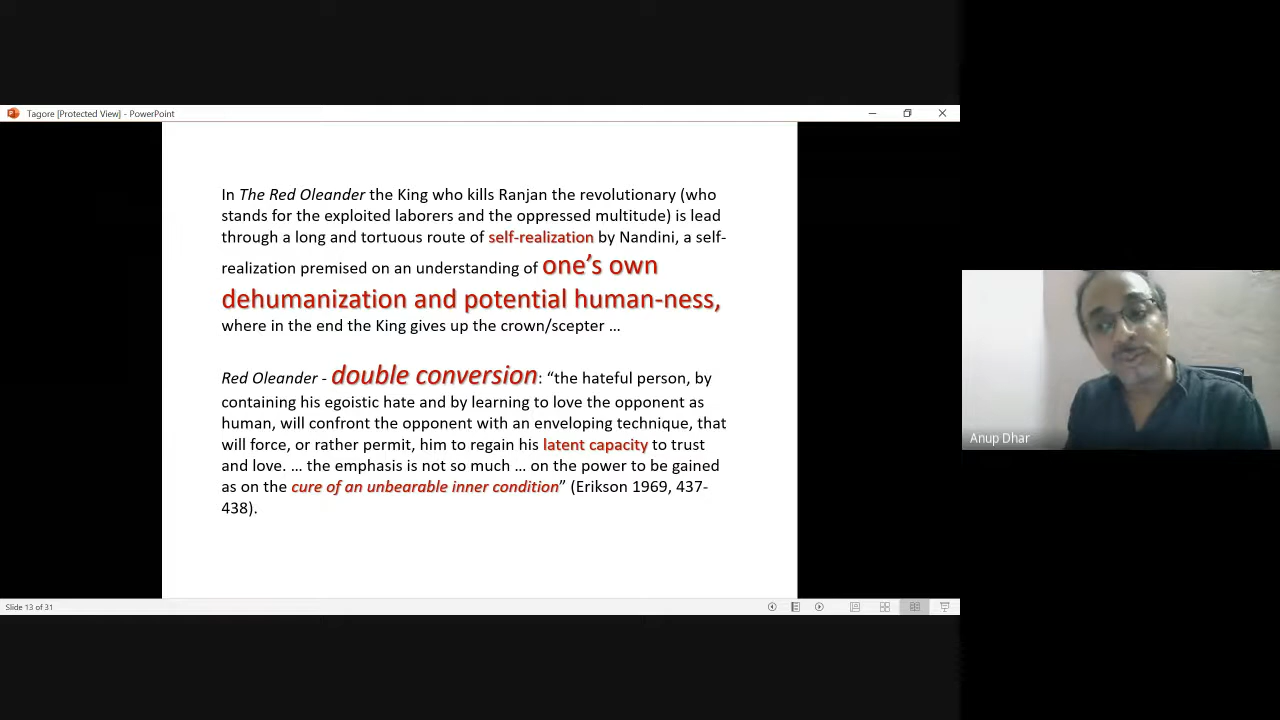 Tagore [Protected View] - PowerPoint
In The Red Oleander the King who kills Ranjan the revolutionary (who
stands for the exploited laborers and the oppressed multitude) is lead
through a long and tortuous route of self-realization by Nandini, a self-
realization premised on an understanding of one’s own
dehumanization and potential human-ness,
where in the end the King gives up the crown/scepter …
Red Oleander - double conversion: “the hateful person, by
containing his egoistic hate and by learning to love the opponent as
human, will confront the opponent with an enveloping technique, that
will force, or rather permit, him to regain his latent capacity to trust
and love. … the emphasis is not so much … on the power to be gained
as on the cure of an unbearable inner condition” (Erikson 1969, 437-
438).
Anup Dhar
Slide 13 of 31